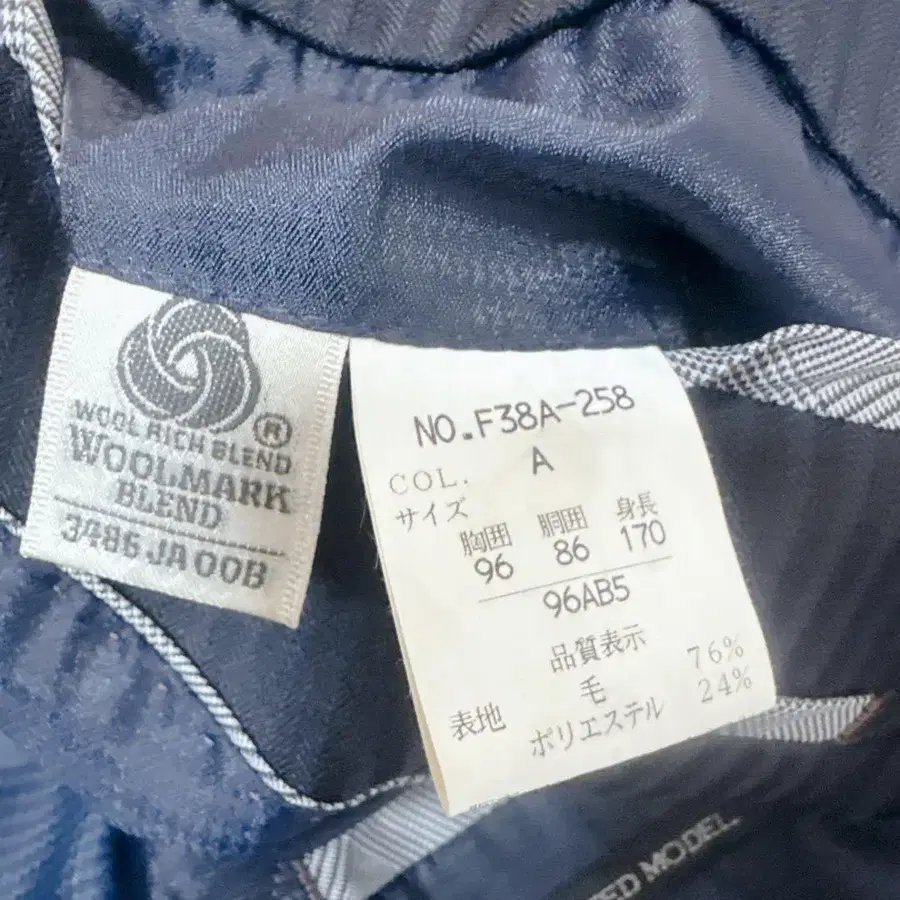 WOOL RICH BLEND ®
WOOLMARK
BLEND
3486 JA 00B
NO.F38A-258
COL. A
サイズ
胸囲 胴囲 身長
96 86 170
96AB5
品質表示
表地 毛 76%
ポリエステル 24%
MODEL